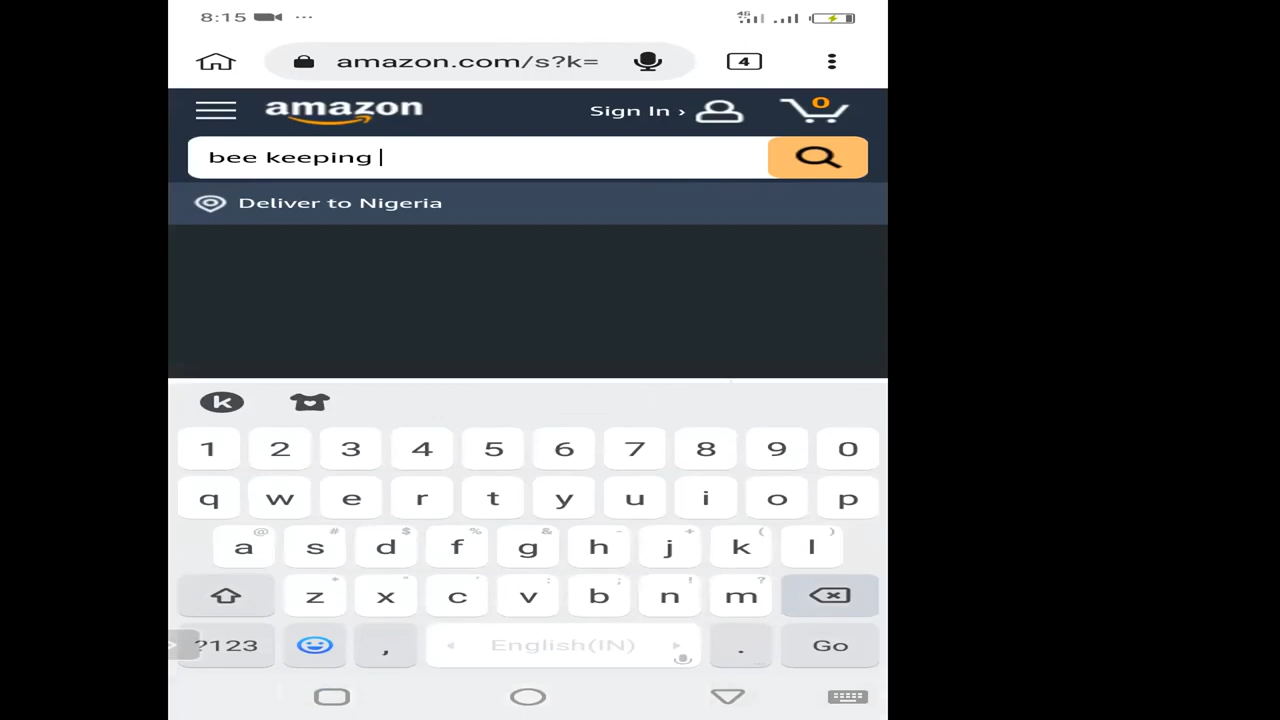 8:15 ...
4G
amazon.com/s?k= 4
amazon Sign In › 0
bee keeping
Deliver to Nigeria
k
1 2 3 4 5 6 7 8 9 0
q w e r t y u i o p
@ # $ % & - + ( )
a s d f g h j k l
* " ' : ; ! ?
z x c v b n m
?123 , English(IN) . Go